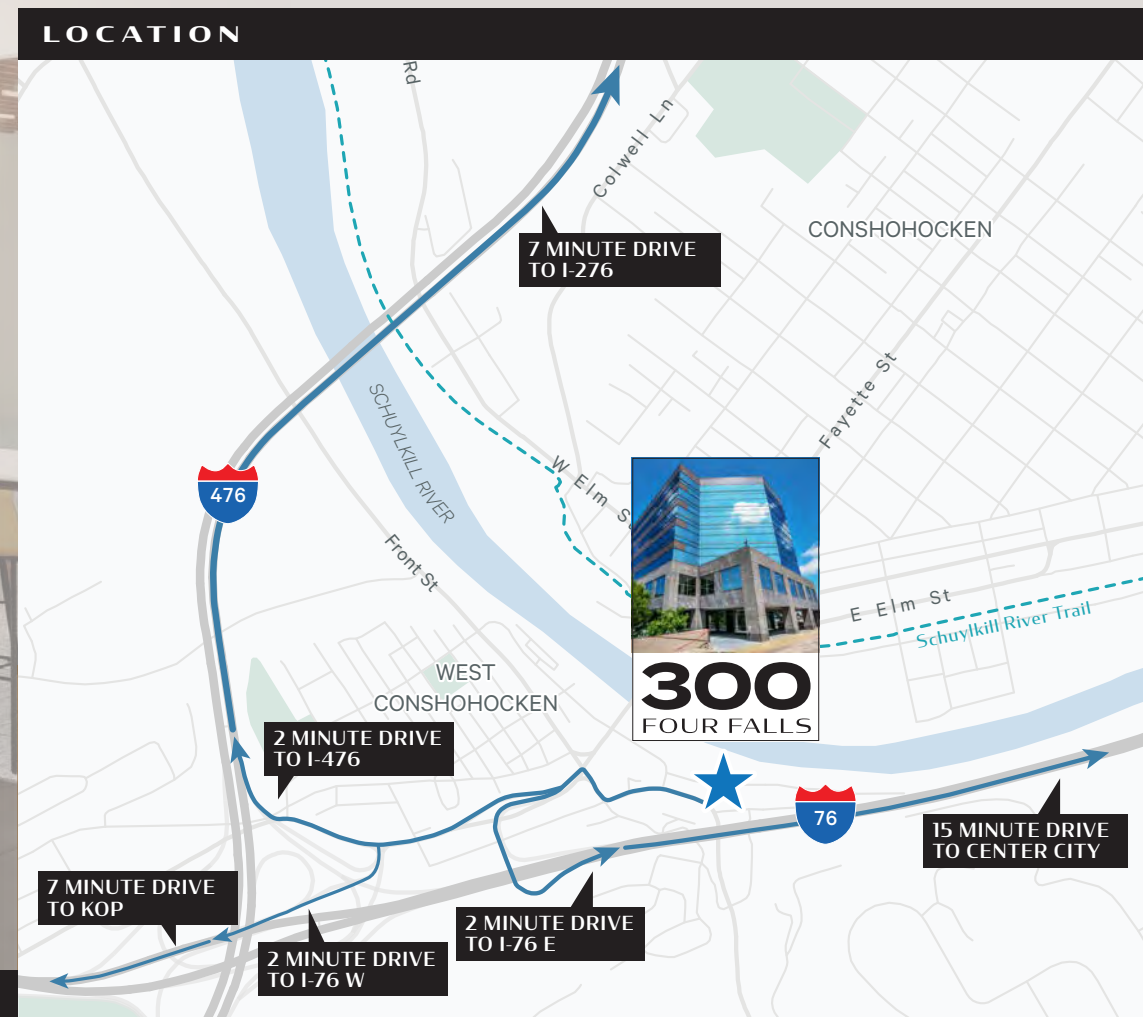 LOCATION
Rd
Colwell Ln
CONSHOHOCKEN
7 MINUTE DRIVE
TO I-276
Fayette St
SCHUYLKILL RIVER
W Elm St
476
Front St
E Elm St
Schuylkill River Trail
WEST
CONSHOHOCKEN
300
FOUR FALLS
2 MINUTE DRIVE
TO I-476
76
15 MINUTE DRIVE
TO CENTER CITY
7 MINUTE DRIVE
TO KOP
2 MINUTE DRIVE
TO I-76 E
2 MINUTE DRIVE
TO I-76 W